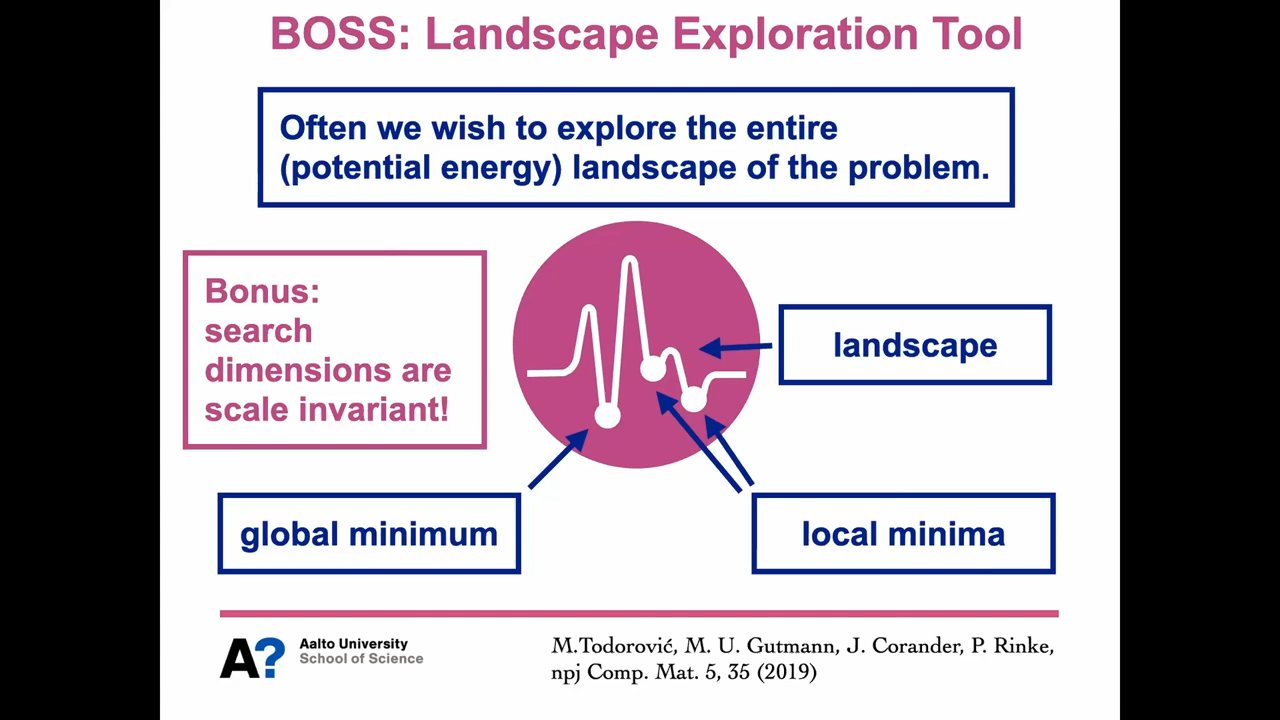 BOSS: Landscape Exploration Tool
Often we wish to explore the entire
(potential energy) landscape of the problem.
Bonus:
search
dimensions are
scale invariant!
landscape
global minimum
local minima
A?
Aalto University
School of Science
M.Todorović, M. U. Gutmann, J. Corander, P. Rinke,
npj Comp. Mat. 5, 35 (2019)